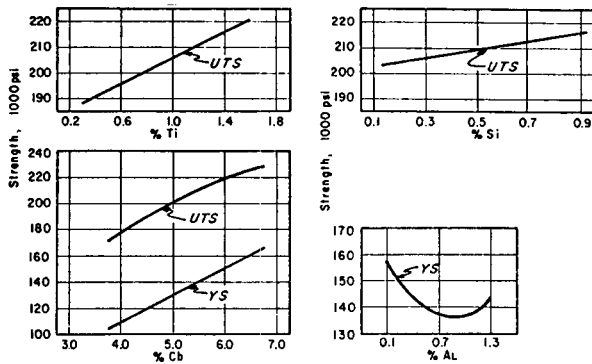 220
210
200
190
UTS
0.2 0.6 1.0 1.4 1.8
% Ti
220
210
200
190
UTS
0.1 0.3 0.5 0.7 0.9
% Si
Strength, 1000 psi
240
220
200
180
160
140
120
100
UTS
YS
3.0 4.0 5.0 6.0 7.0
% Cb
Strength, 1000 psi
170
160
150
140
130
YS
0.1 0.7 1.3
% AL